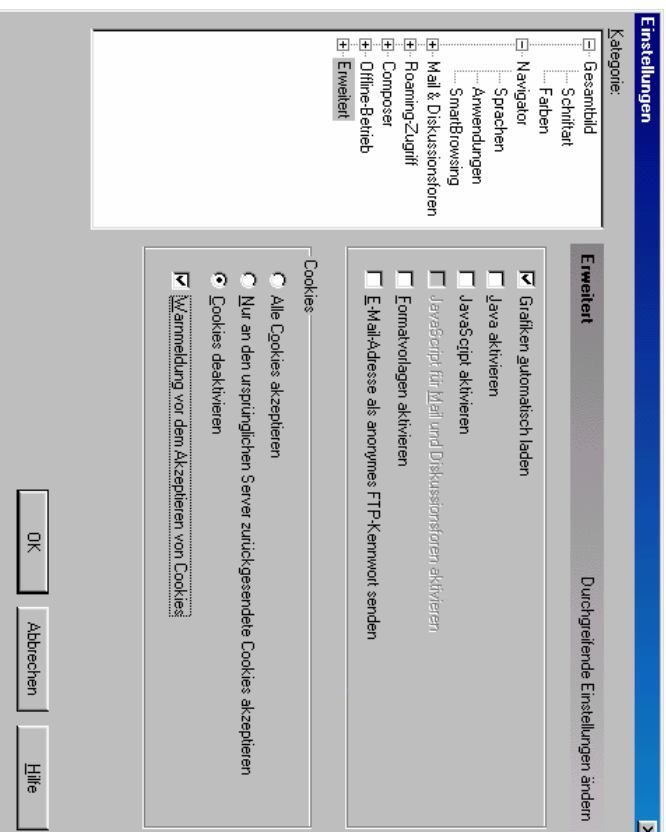 Einstellungen
Kategorie:
Gesamtbild
Schriftart
Farben
Navigator
Sprachen
Anwendungen
SmartBrowsing
Mail & Diskussionsforen
Roaming-Zugriff
Composer
Offline-Betrieb
Erweitert
Erweitert Durchgreifende Einstellungen ändern
Grafiken automatisch laden
Java aktivieren
JavaScript aktivieren
JavaScript für Mail und Diskussionsforen aktivieren
Formatvorlagen aktivieren
E-Mail-Adresse als anonymes FTP-Kennwort senden
Cookies
Alle Cookies akzeptieren
Nur an den ursprünglichen Server zurückgesendete Cookies akzeptieren
Cookies deaktivieren
Warnmeldung vor dem Akzeptieren von Cookies
OK Abbrechen Hilfe